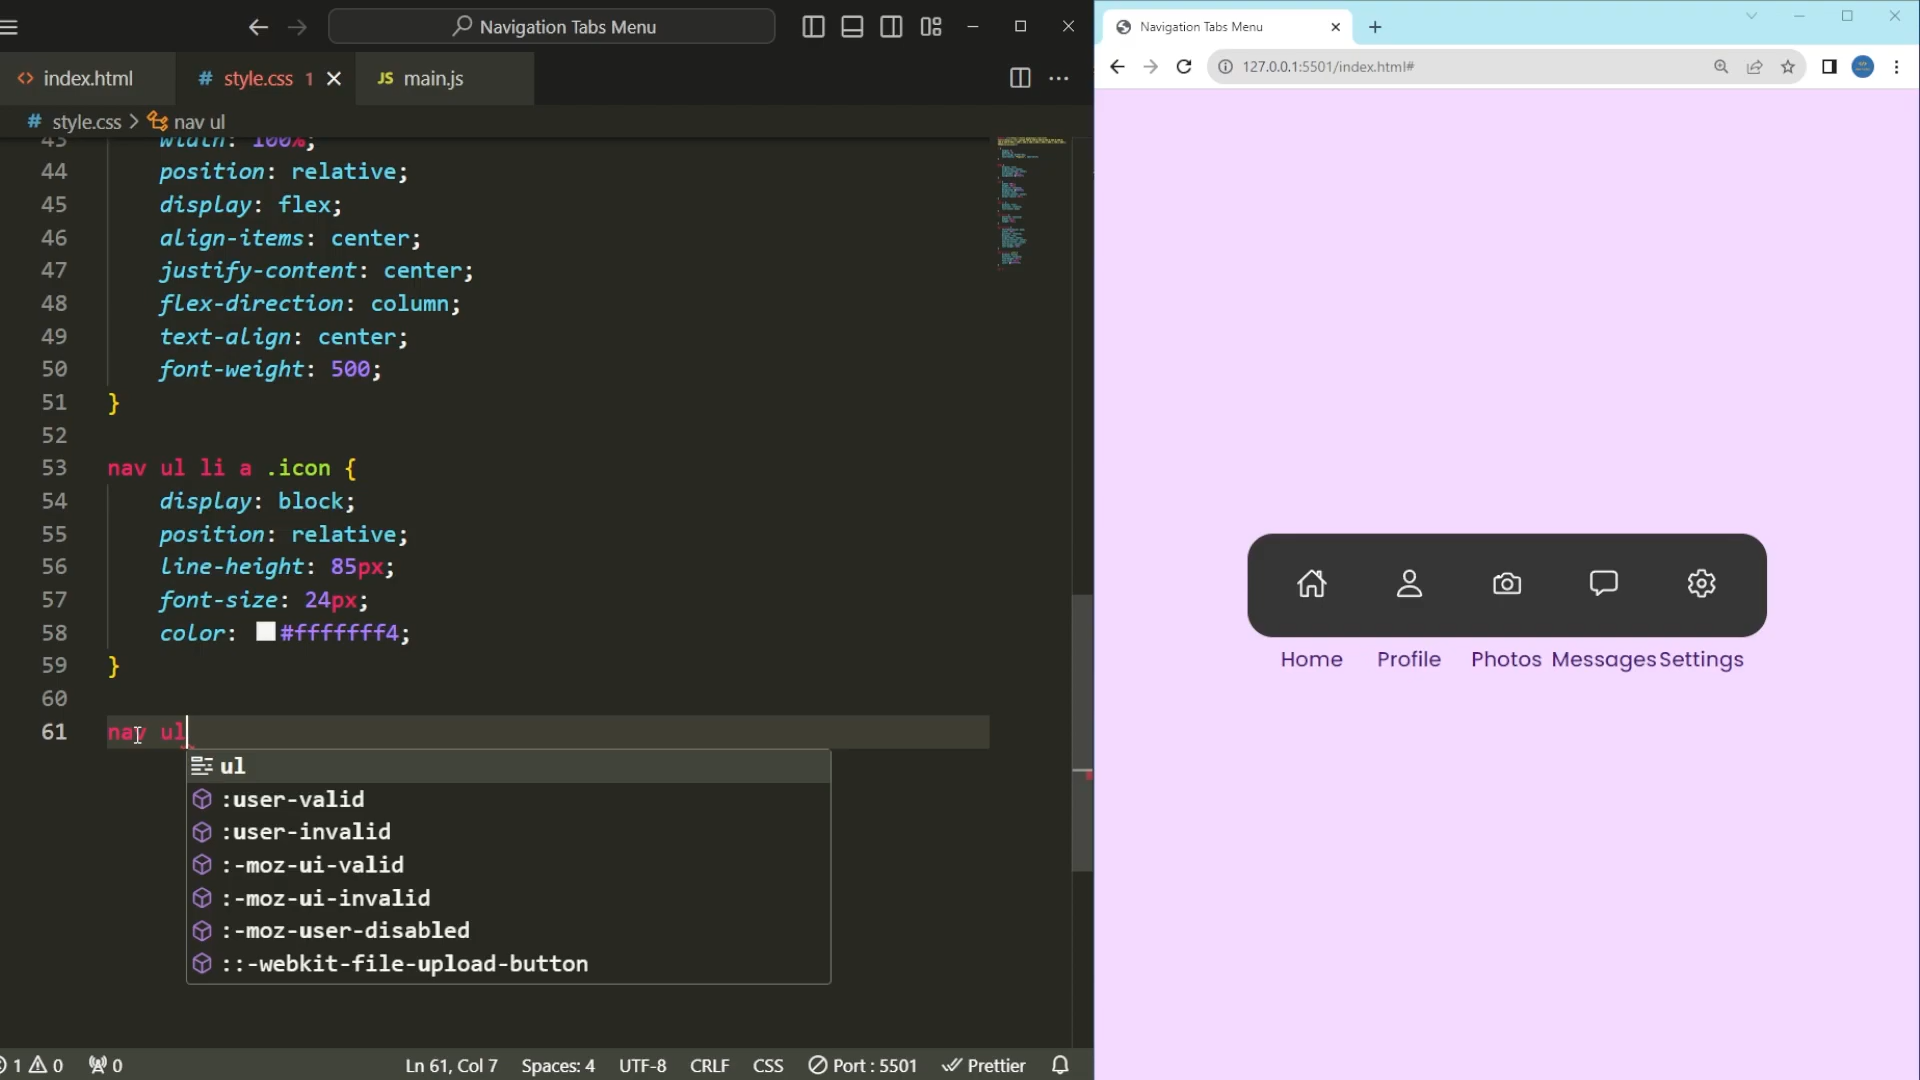 Navigation Tabs Menu
index.html
# style.css 1
JS main.js
# style.css > nav ul
43 width: 100%;
44 position: relative;
45 display: flex;
46 align-items: center;
47 justify-content: center;
48 flex-direction: column;
49 text-align: center;
50 font-weight: 500;
51 }
52
53 nav ul li a .icon {
54 display: block;
55 position: relative;
56 line-height: 85px;
57 font-size: 24px;
58 color: #fffffff4;
59 }
60
61 nav ul
ul
:user-valid
:user-invalid
:-moz-ui-valid
:-moz-ui-invalid
:-moz-user-disabled
::-webkit-file-upload-button
1 0 0 Ln 61, Col 7 Spaces: 4 UTF-8 CRLF CSS Port : 5501 Prettier
Navigation Tabs Menu
127.0.0.1:5501/index.html#
Home Profile Photos Messages Settings